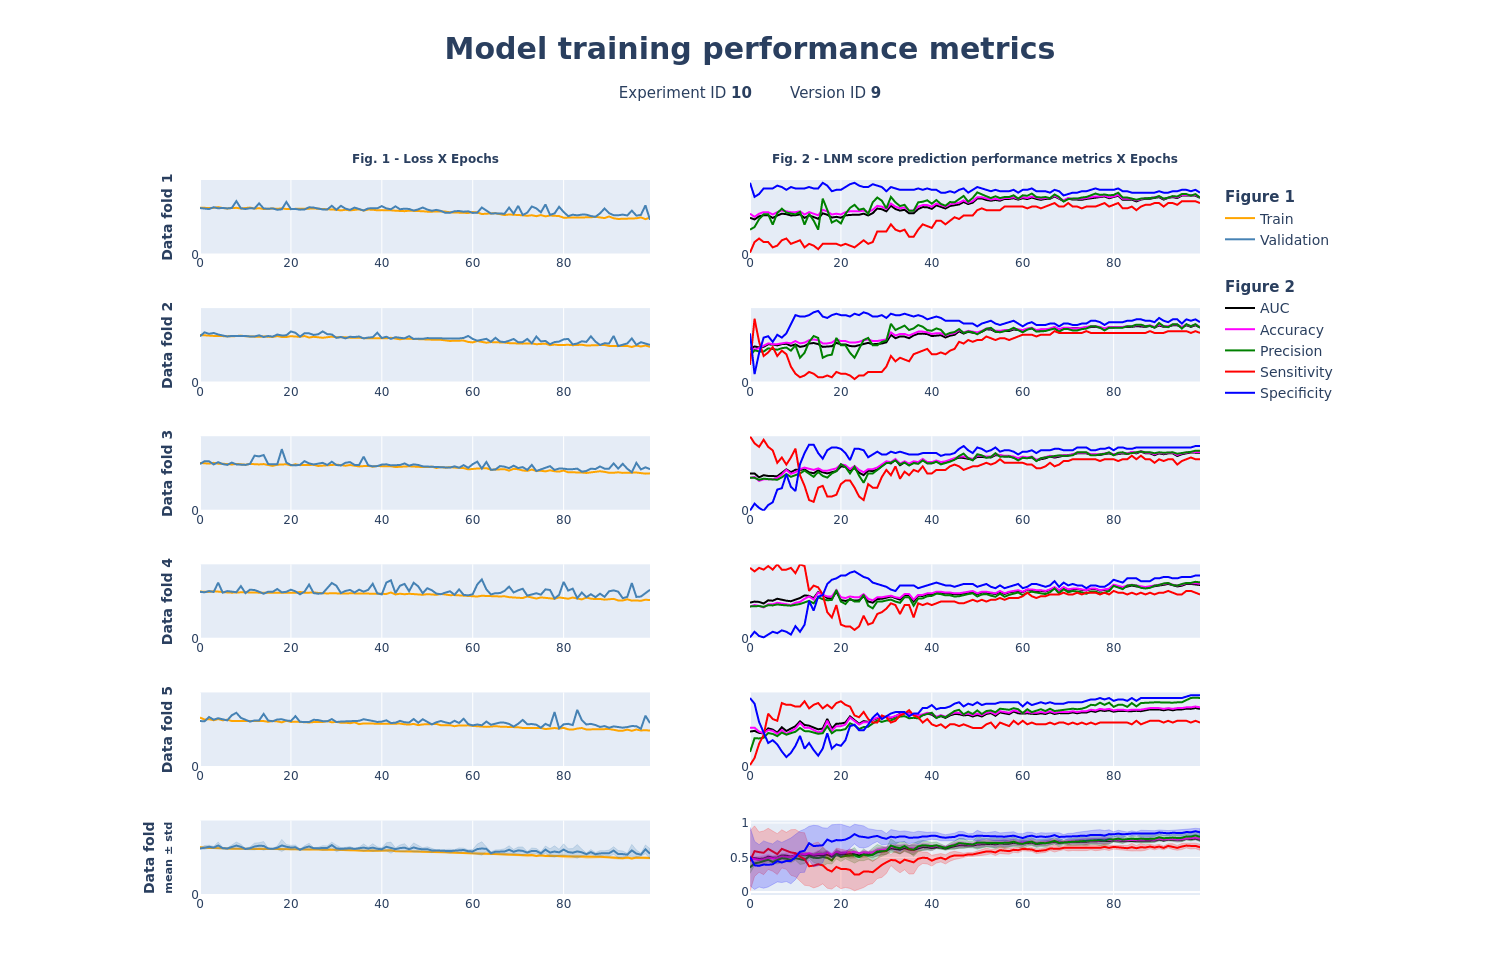 Model training performance metrics
Experiment ID 10 Version ID 9
Fig. 1 - Loss X Epochs
Fig. 2 - LNM score prediction performance metrics X Epochs
Data fold 1
0
0 20 40 60 80
0
0 20 40 60 80
Data fold 2
0
0 20 40 60 80
0
0 20 40 60 80
Data fold 3
0
0 20 40 60 80
0
0 20 40 60 80
Data fold 4
0
0 20 40 60 80
0
0 20 40 60 80
Data fold 5
0
0 20 40 60 80
0
0 20 40 60 80
Data fold
mean ± std
0
0 20 40 60 80
1
0.5
0
0 20 40 60 80
Figure 1
Train
Validation
Figure 2
AUC
Accuracy
Precision
Sensitivity
Specificity